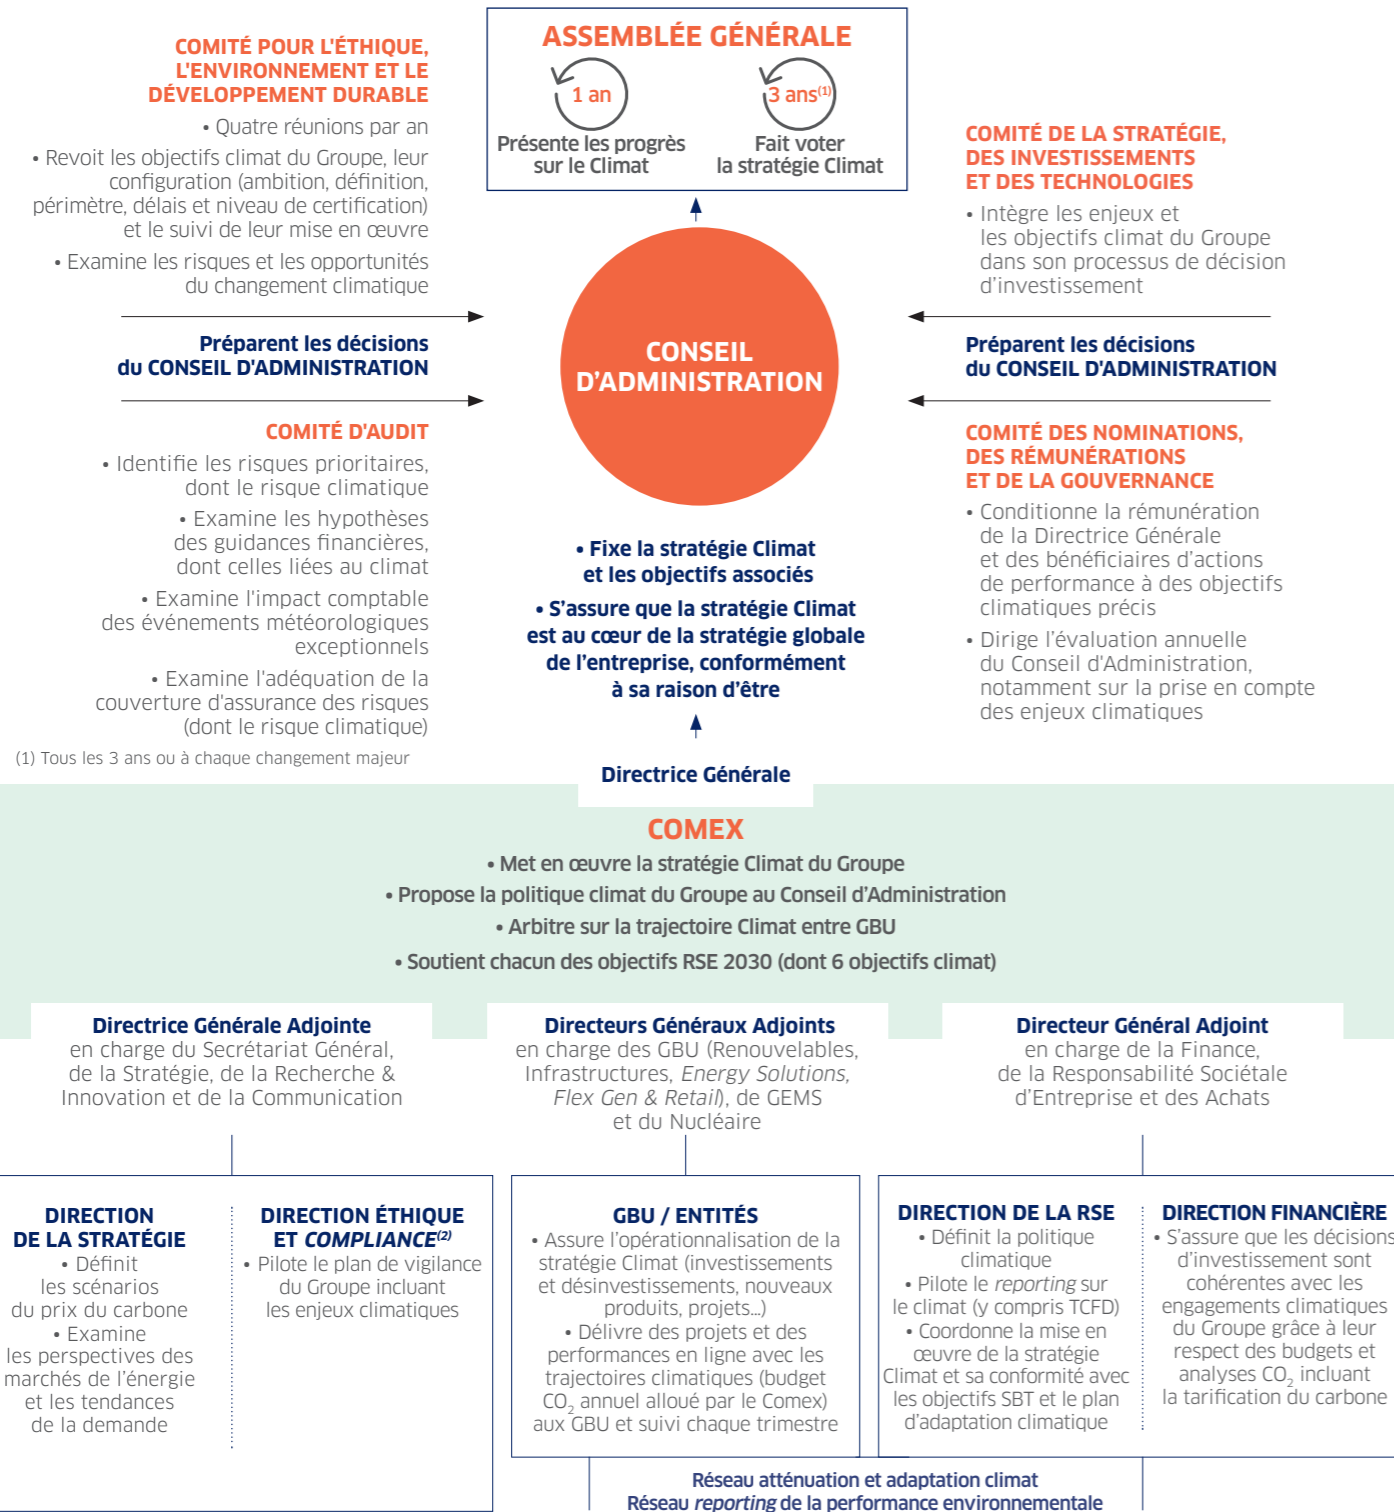 ASSEMBLÉE GÉNÉRALE
1 an
3 ans(1)
Présente les progrès
sur le Climat
Fait voter
la stratégie Climat
COMITÉ POUR L'ÉTHIQUE,
L'ENVIRONNEMENT ET LE
DÉVELOPPEMENT DURABLE
• Quatre réunions par an
• Revoit les objectifs climat du Groupe, leur
configuration (ambition, définition,
périmètre, délais et niveau de certification)
et le suivi de leur mise en œuvre
• Examine les risques et les opportunités
du changement climatique
Préparent les décisions
du CONSEIL D'ADMINISTRATION
COMITÉ D'AUDIT
• Identifie les risques prioritaires,
dont le risque climatique
• Examine les hypothèses
des guidances financières,
dont celles liées au climat
• Examine l'impact comptable
des événements météorologiques
exceptionnels
• Examine l'adéquation de la
couverture d'assurance des risques
(dont le risque climatique)
(1) Tous les 3 ans ou à chaque changement majeur
CONSEIL
D’ADMINISTRATION
• Fixe la stratégie Climat
et les objectifs associés
• S’assure que la stratégie Climat
est au cœur de la stratégie globale
de l’entreprise, conformément
à sa raison d’être
COMITÉ DE LA STRATÉGIE,
DES INVESTISSEMENTS
ET DES TECHNOLOGIES
• Intègre les enjeux et
les objectifs climat du Groupe
dans son processus de décision
d’investissement
Préparent les décisions
du CONSEIL D'ADMINISTRATION
COMITÉ DES NOMINATIONS,
DES RÉMUNÉRATIONS
ET DE LA GOUVERNANCE
• Conditionne la rémunération
de la Directrice Générale
et des bénéficiaires d’actions
de performance à des objectifs
climatiques précis
• Dirige l’évaluation annuelle
du Conseil d'Administration,
notamment sur la prise en compte
des enjeux climatiques
Directrice Générale
COMEX
• Met en œuvre la stratégie Climat du Groupe
• Propose la politique climat du Groupe au Conseil d’Administration
• Arbitre sur la trajectoire Climat entre GBU
• Soutient chacun des objectifs RSE 2030 (dont 6 objectifs climat)
Directrice Générale Adjointe
en charge du Secrétariat Général,
de la Stratégie, de la Recherche &
Innovation et de la Communication
Directeurs Généraux Adjoints
en charge des GBU (Renouvelables,
Infrastructures, Energy Solutions,
Flex Gen & Retail), de GEMS
et du Nucléaire
Directeur Général Adjoint
en charge de la Finance,
de la Responsabilité Sociétale
d’Entreprise et des Achats
DIRECTION
DE LA STRATÉGIE
• Définit
les scénarios
du prix du carbone
• Examine
les perspectives des
marchés de l’énergie
et les tendances
de la demande
DIRECTION ÉTHIQUE
ET COMPLIANCE(2)
• Pilote le plan de vigilance
du Groupe incluant
les enjeux climatiques
GBU / ENTITÉS
• Assure l’opérationnalisation de la
stratégie Climat (investissements
et désinvestissements, nouveaux
produits, projets...)
• Délivre des projets et des
performances en ligne avec les
trajectoires climatiques (budget
CO2 annuel alloué par le Comex)
aux GBU et suivi chaque trimestre
DIRECTION DE LA RSE
• Définit la politique
climatique
• Pilote le reporting sur
le climat (y compris TCFD)
• Coordonne la mise en
œuvre de la stratégie
Climat et sa conformité avec
les objectifs SBT et le plan
d’adaptation climatique
DIRECTION FINANCIÈRE
• S’assure que les décisions
d’investissement sont
cohérentes avec les
engagements climatiques
du Groupe grâce à leur
respect des budgets et
analyses CO2 incluant
la tarification du carbone
Réseau atténuation et adaptation climat
Réseau reporting de la performance environnementale